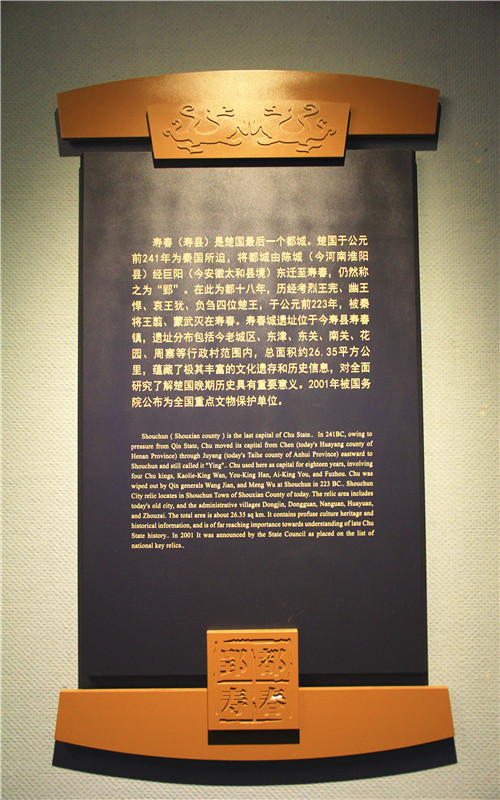 寿春（寿县）是楚国最后一个都城。楚国于公元
前241年为秦国所迫，将都城由陈城（今河南淮阳
县）经巨阳（今安徽太和县境）东迁至寿春，仍然称
之为“郢”。在此为都十八年，历经考烈王完、幽王
悍、哀王犹、负刍四位楚王，于公元前223年，被秦
将王翦、蒙武灭在寿春。寿春城遗址位于今寿县寿春
镇，遗址分布包括今老城区、东津、东关、南关、花
园、周寨等行政村范围内，总面积约26.35平方公
里，蕴藏了极其丰富的文化遗存和历史信息，对全面
研究了解楚国晚期历史具有重要意义。2001年被国务
院公布为全国重点文物保护单位。
Shouchun ( Shouxian county ) is the last capital of Chu State.. In 241BC, owing to
pressure from Qin State, Chu moved its capital from Chen (today's Huayang county of
Henan Province) through Juyang (today's Taihe county of Anhui Province) eastward to
Shouchun and still called it "Ying".. Chu used here as capital for eighteen years, involving
four Chu kings, Kaolie-King Wan, You-King Han, Ai-King You, and Fuzhou. Chu was
wiped out by Qin generals Wang Jian, and Meng Wu at Shouchun in 223 BC.. Shouchun
City relic locates in Shouchun Town of Shouxian County of today. The relic area includes
today's old city, and the administrative villages Dongjin, Dongguan, Nanguan, Huayuan,
and Zhouzai. The total area is about 26.35 sq km. It contains profuse culture heritage and
historical information, and is of far reaching importance towards understanding of late Chu
State history.. In 2001 It was announced by the State Council as placed on the list of
national key relics..
郢都
寿春